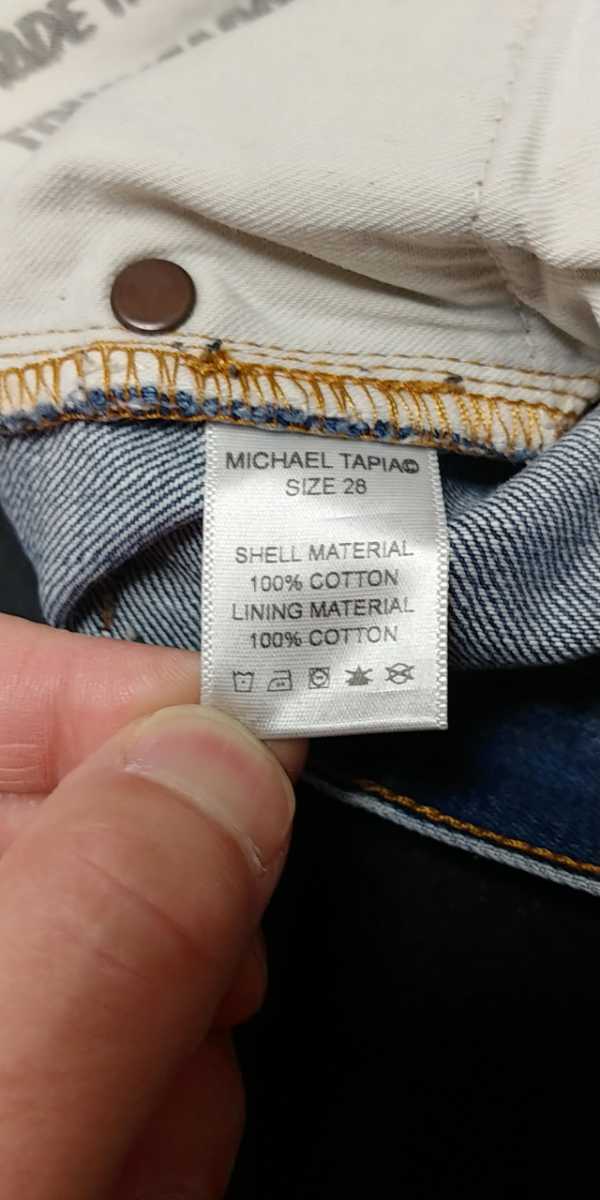 MICHAEL TAPIA©
SIZE 28
SHELL MATERIAL
100% COTTON
LINING MATERIAL
100% COTTON